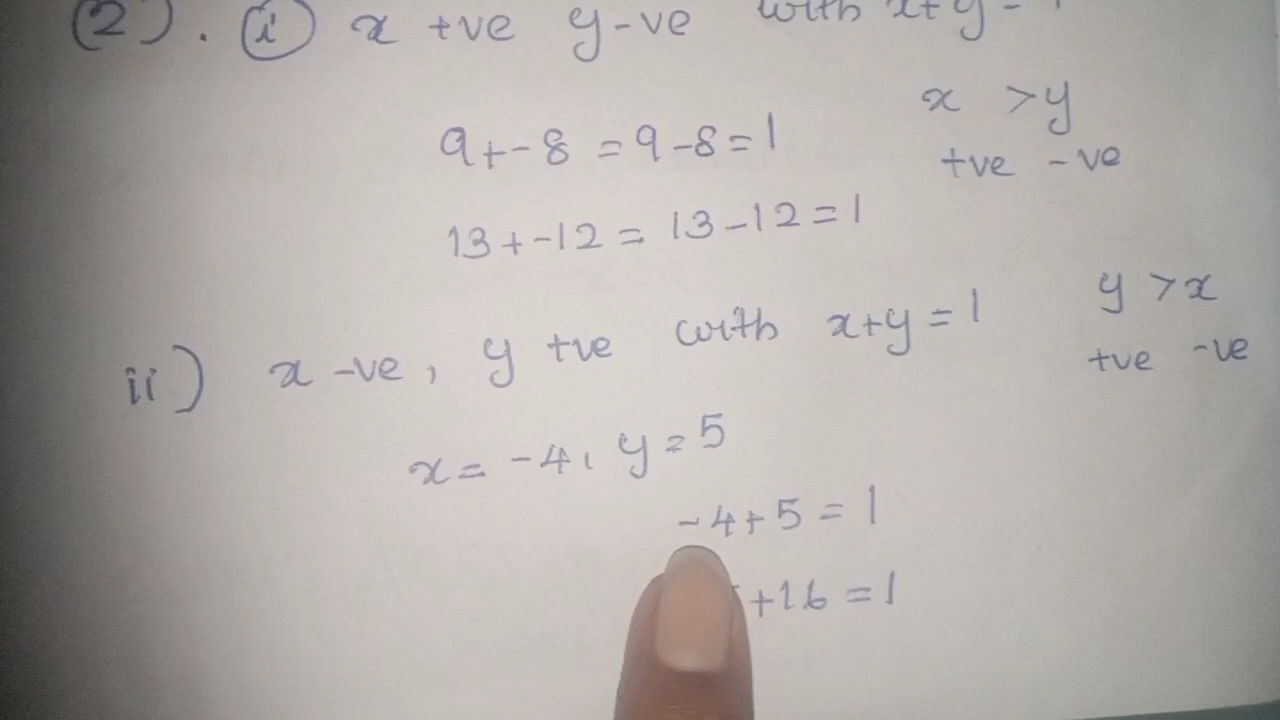 (2). (i) x +ve y -ve with x+y =
x > y
9+-8 = 9-8=1
+ve -ve
13+-12 = 13-12=1
y > x
ii) x -ve, y +ve with x+y = 1
+ve -ve
x = -4, y = 5
-4+5 = 1
+16 = 1